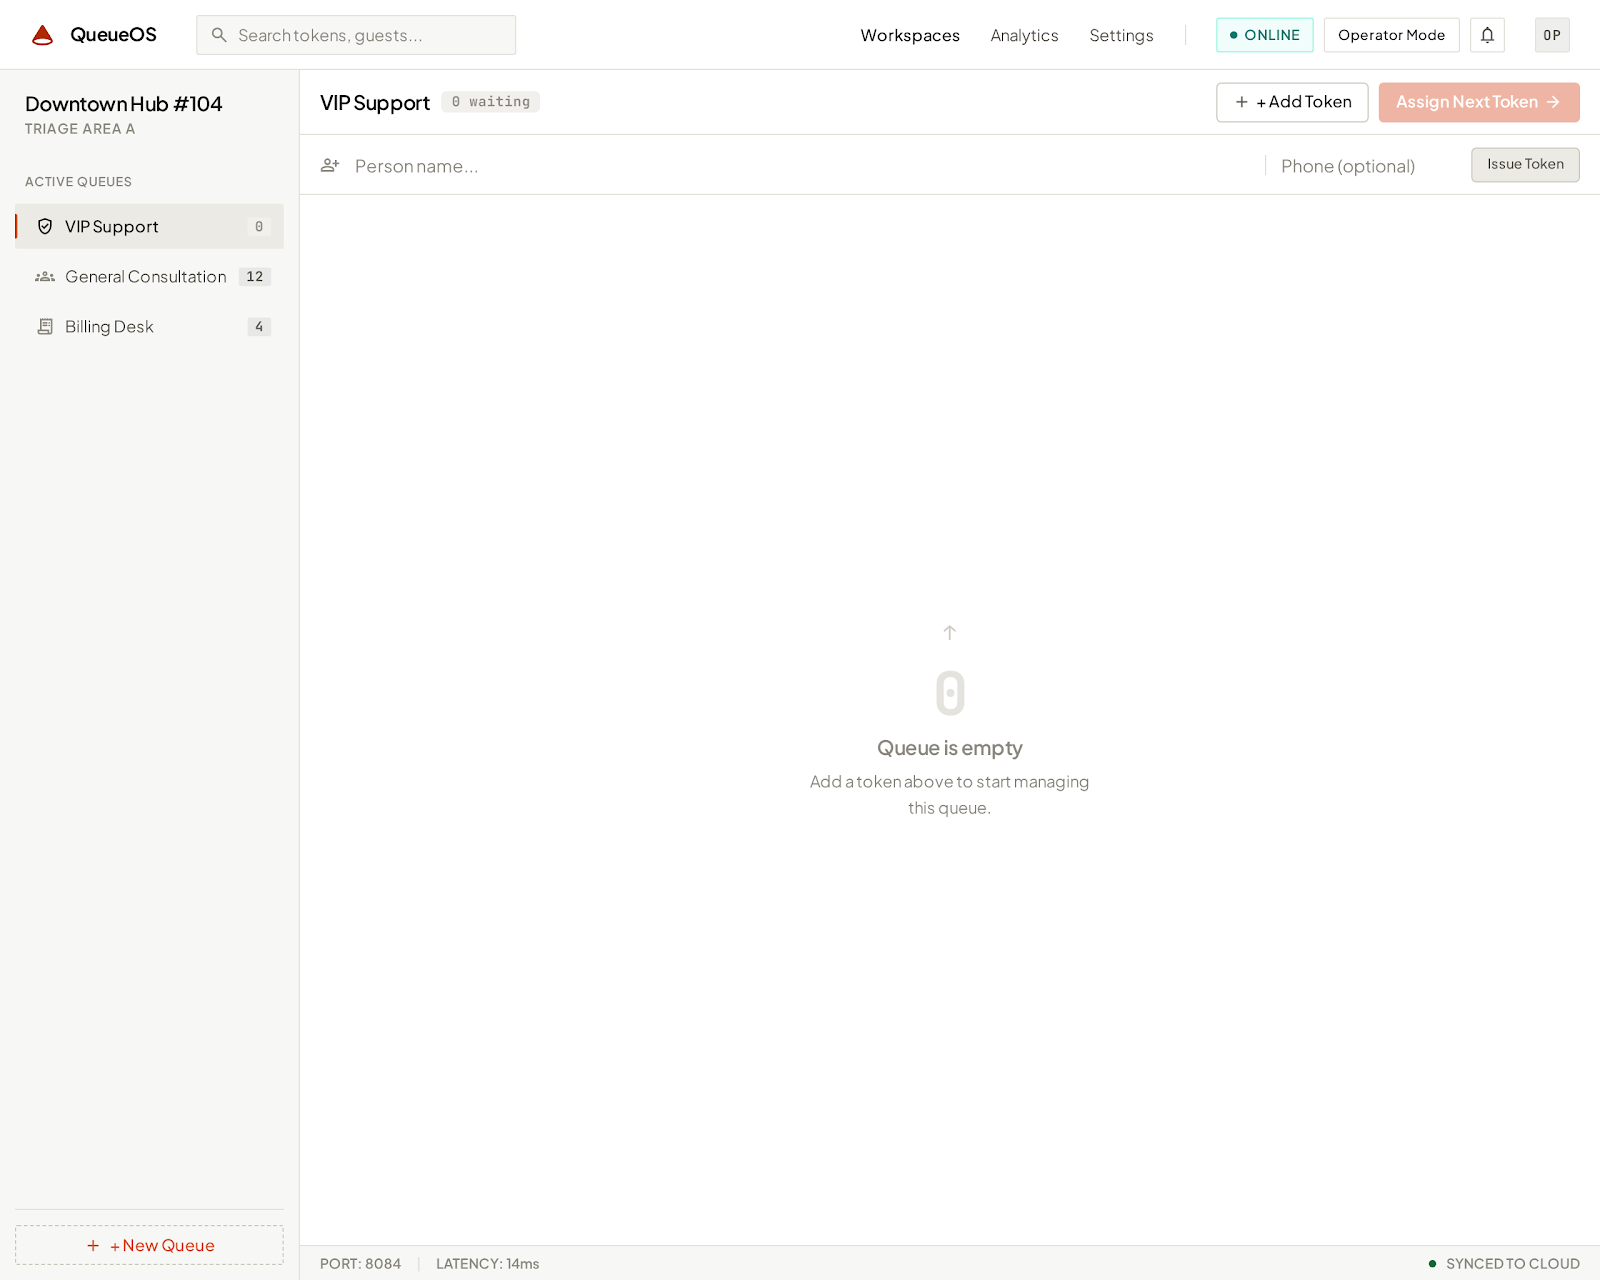 QueueOS
Search tokens, guests...
Workspaces
Analytics
Settings
ONLINE
Operator Mode
OP
Downtown Hub #104
TRIAGE AREA A
ACTIVE QUEUES
VIP Support
0
General Consultation
12
Billing Desk
4
+ New Queue
VIP Support
0 waiting
+ Add Token
Assign Next Token →
Person name...
Phone (optional)
Issue Token
↑
0
Queue is empty
Add a token above to start managing
this queue.
PORT: 8084
LATENCY: 14ms
SYNCED TO CLOUD